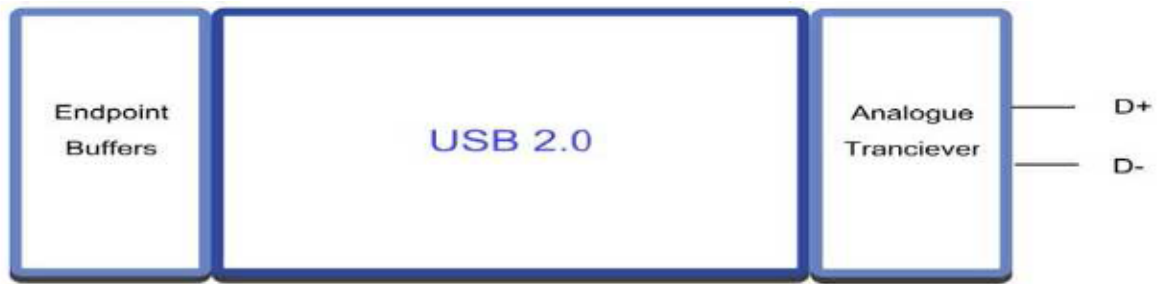 Endpoint
Buffers
USB 2.0
Analogue
Tranciever
D+
D-